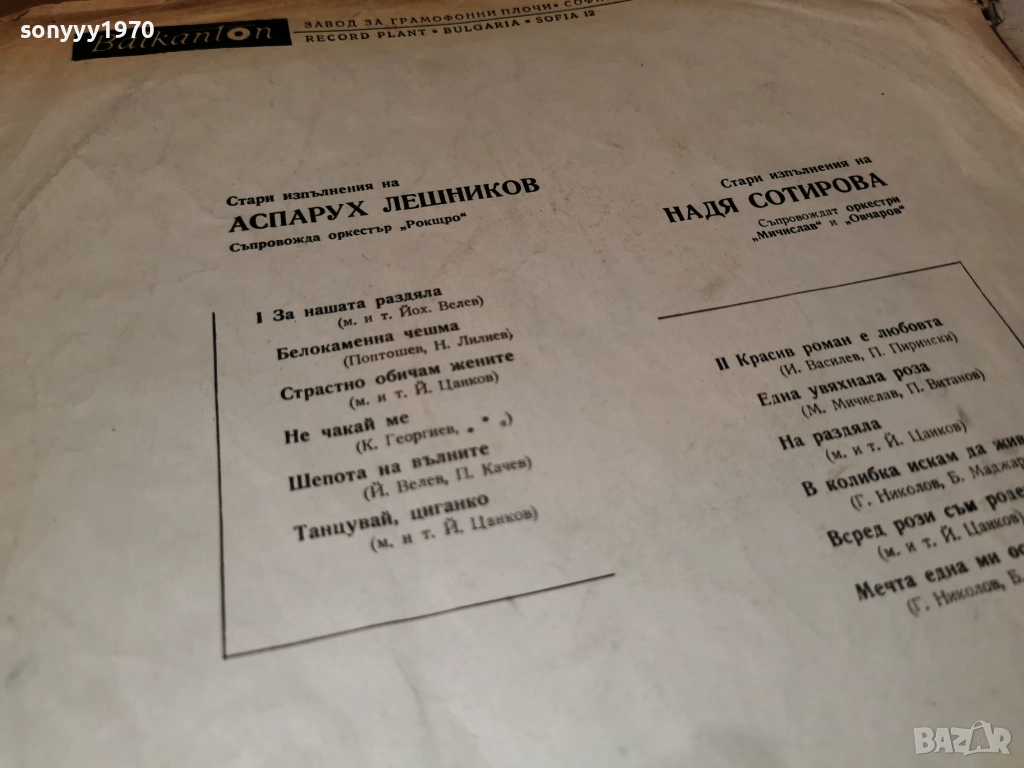 sonyyy1970
Balkanton
ЗАВОД ЗА ГРАМОФОННИ ПЛОЧИ • СОФИ
RECORD PLANT • BULGARIA • SOFIA 12
Стари изпълнения на
АСПАРУХ ЛЕШНИКОВ
Съпровожда оркестър „Рокщро“
I За нашата раздяла
(м. и т. Йох. Велев)
Белокаменна чешма
(Поптошев, Н. Лилиев)
Страстно обичам жените
(м. и т. Й. Цанков)
Не чакай ме
(К. Георгиев, * * *)
Шепота на вълните
(Й. Велев, П. Качев)
Танцувай, циганко
(м. и т. Й. Цанков)
Стари изпълнения на
НАДЯ СОТИРОВА
Съпровождат оркестри
„Мичислав“ и „Овчаров“
II Красив роман е любовта
(И. Василев, П. Пирински)
Една увяхнала роза
(М. Мичислав, П. Витанов)
На раздяла
(м. и т. Й. Цанков)
В колибка искам да жив
(Г. Николов, Б. Маджар
Всред рози съм роде
(м. и т. Й. Цанков)
Мечта една ми ос
(Г. Николов, Б.
BAZAR